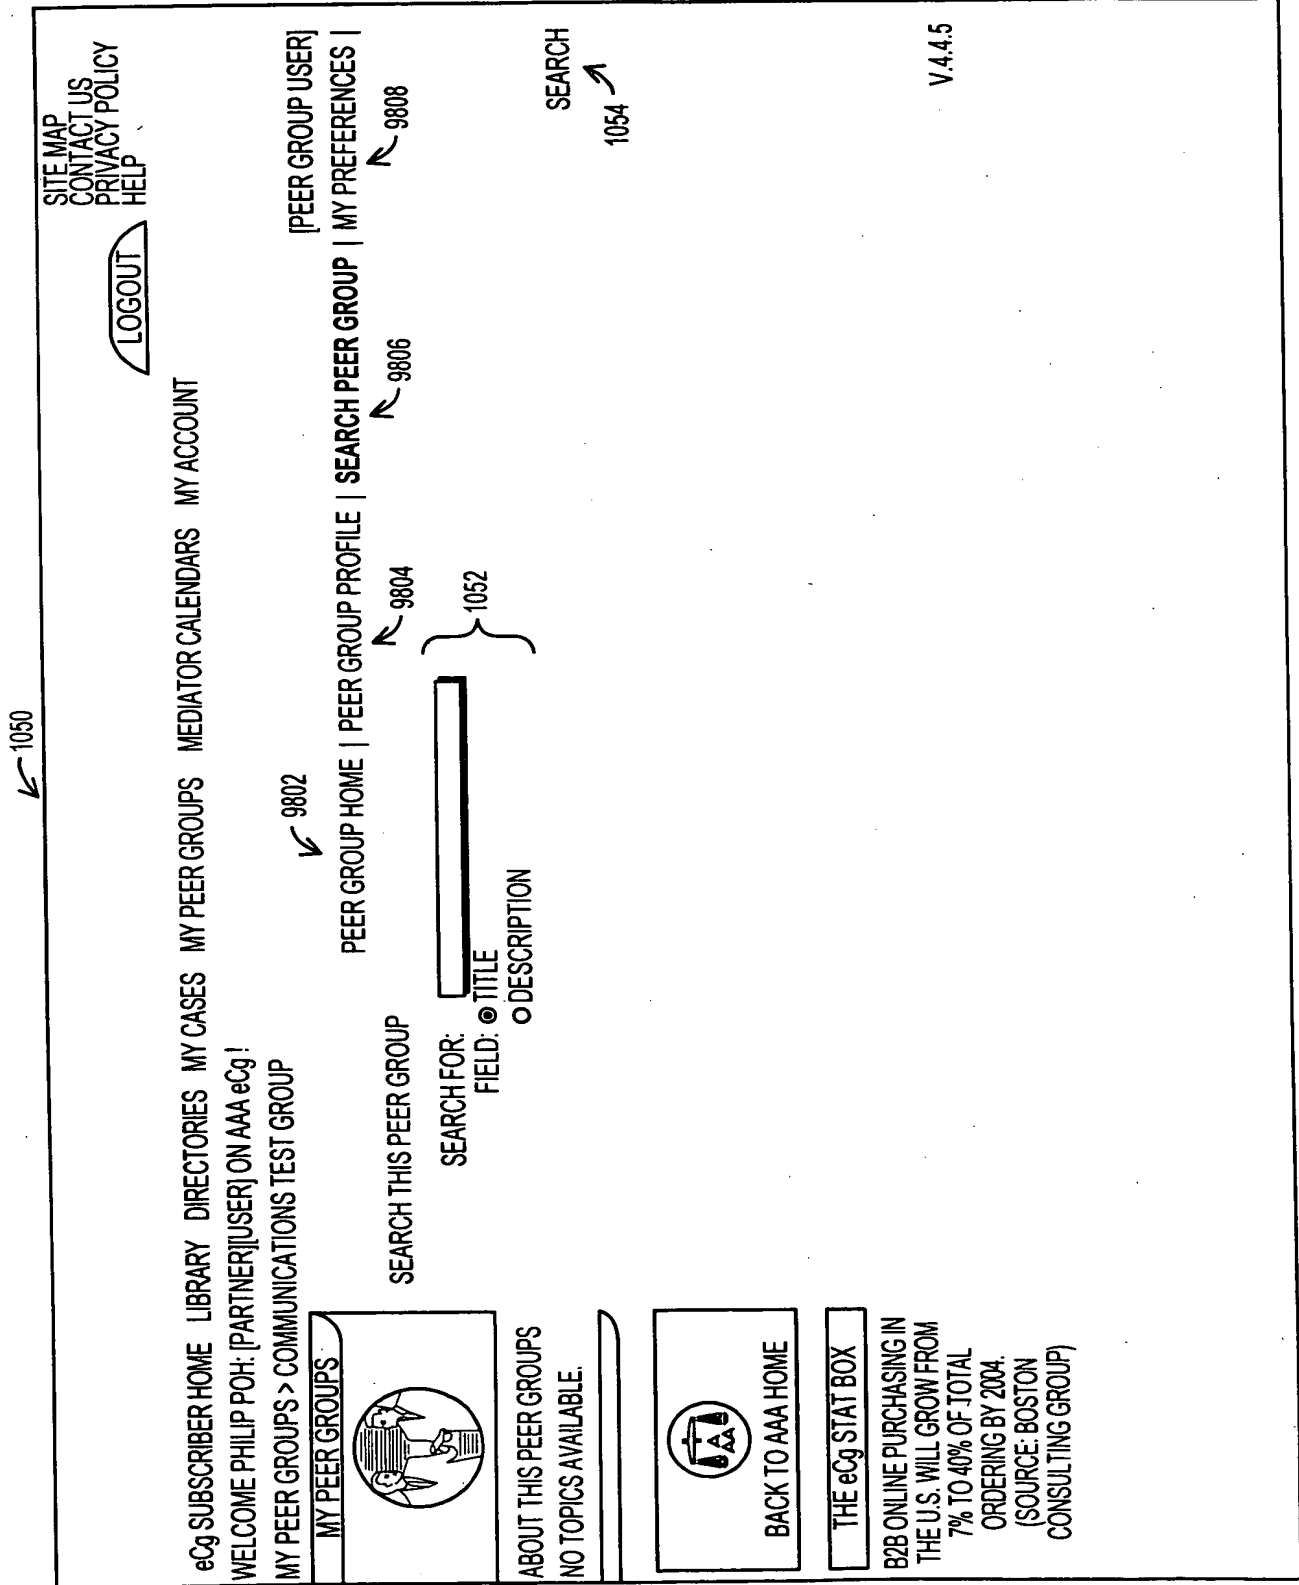 1050
SITE MAP
CONTACT US
PRIVACY POLICY
HELP
LOGOUT
eCg SUBSCRIBER HOME LIBRARY DIRECTORIES MY CASES MY PEER GROUPS MEDIATOR CALENDARS MY ACCOUNT
WELCOME PHILIP POH: [PARTNER][USER] ON AAA eCg !
MY PEER GROUPS > COMMUNICATIONS TEST GROUP
[PEER GROUP USER]
9802
MY PEER GROUPS
PEER GROUP HOME | PEER GROUP PROFILE | SEARCH PEER GROUP | MY PREFERENCES |
9804
9806
9808
SEARCH THIS PEER GROUP
SEARCH FOR:
FIELD: TITLE
DESCRIPTION
1052
SEARCH
1054
ABOUT THIS PEER GROUPS
NO TOPICS AVAILABLE.
AAA
BACK TO AAA HOME
THE eCg STAT BOX
B2B ONLINE PURCHASING IN
THE U.S. WILL GROW FROM
7% TO 40% OF TOTAL
ORDERING BY 2004.
(SOURCE: BOSTON
CONSULTING GROUP)
V.4.4.5